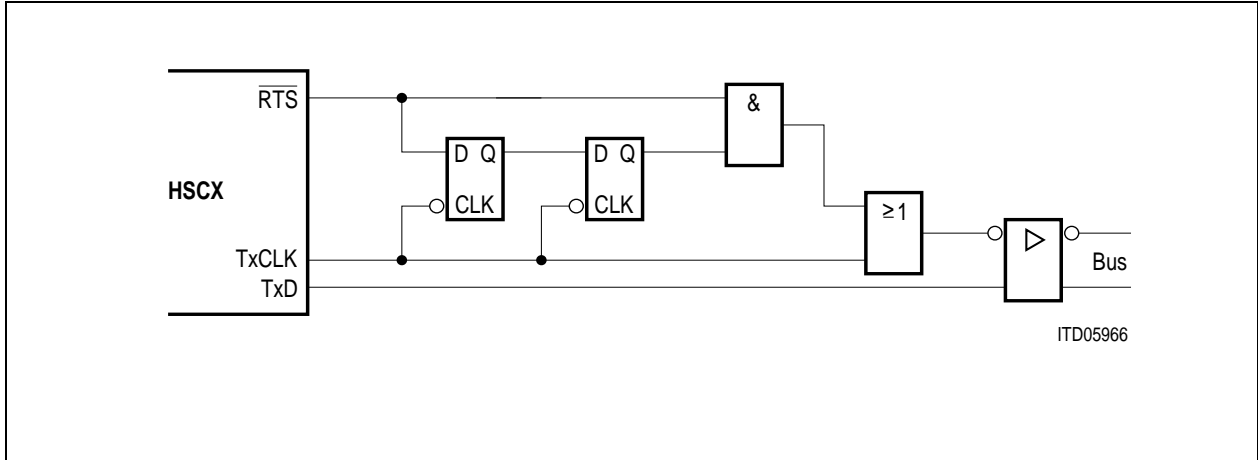 RTS
&
D Q
D Q
HSCX
CLK
CLK
≥1
TxCLK
Bus
TxD
ITD05966